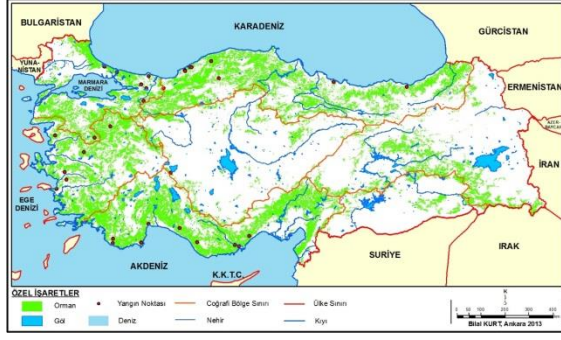 BULGARİSTAN
KARADENİZ
GÜRCİSTAN
YUNA-
NİSTAN
MARMARA
DENİZİ
ERMENİSTAN
AZER-
BAYCAN
İRAN
EGE
DENİZİ
AKDENİZ
K.K.T.C.
SURİYE
IRAK
ÖZEL İŞARETLER
Orman
Yangın Noktası
Coğrafi Bölge Sınırı
Ülke Sınırı
Göl
Deniz
Nehir
Kıyı
K
Bilal KURT, Ankara 2013